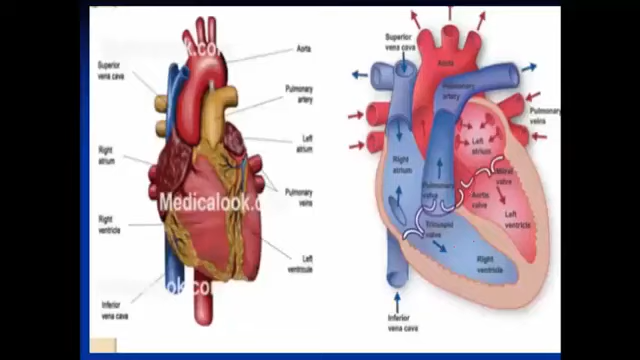 Superior
vena cava
Right
atrium
Right
ventricle
Inferior
vena cava
Aorta
Pulmonary
artery
Left
atrium
Pulmonary
veins
Left
ventricule
Medicalook.c
Superior
vena cava
Aorta
Pulmonary
artery
Pulmonary
veins
Left
atrium
Mitral
valve
Right
atrium
Pulmonary
valve
Aortic
valve
Left
ventricle
Tricuspid
valve
Right
ventricle
Inferior
vena cava